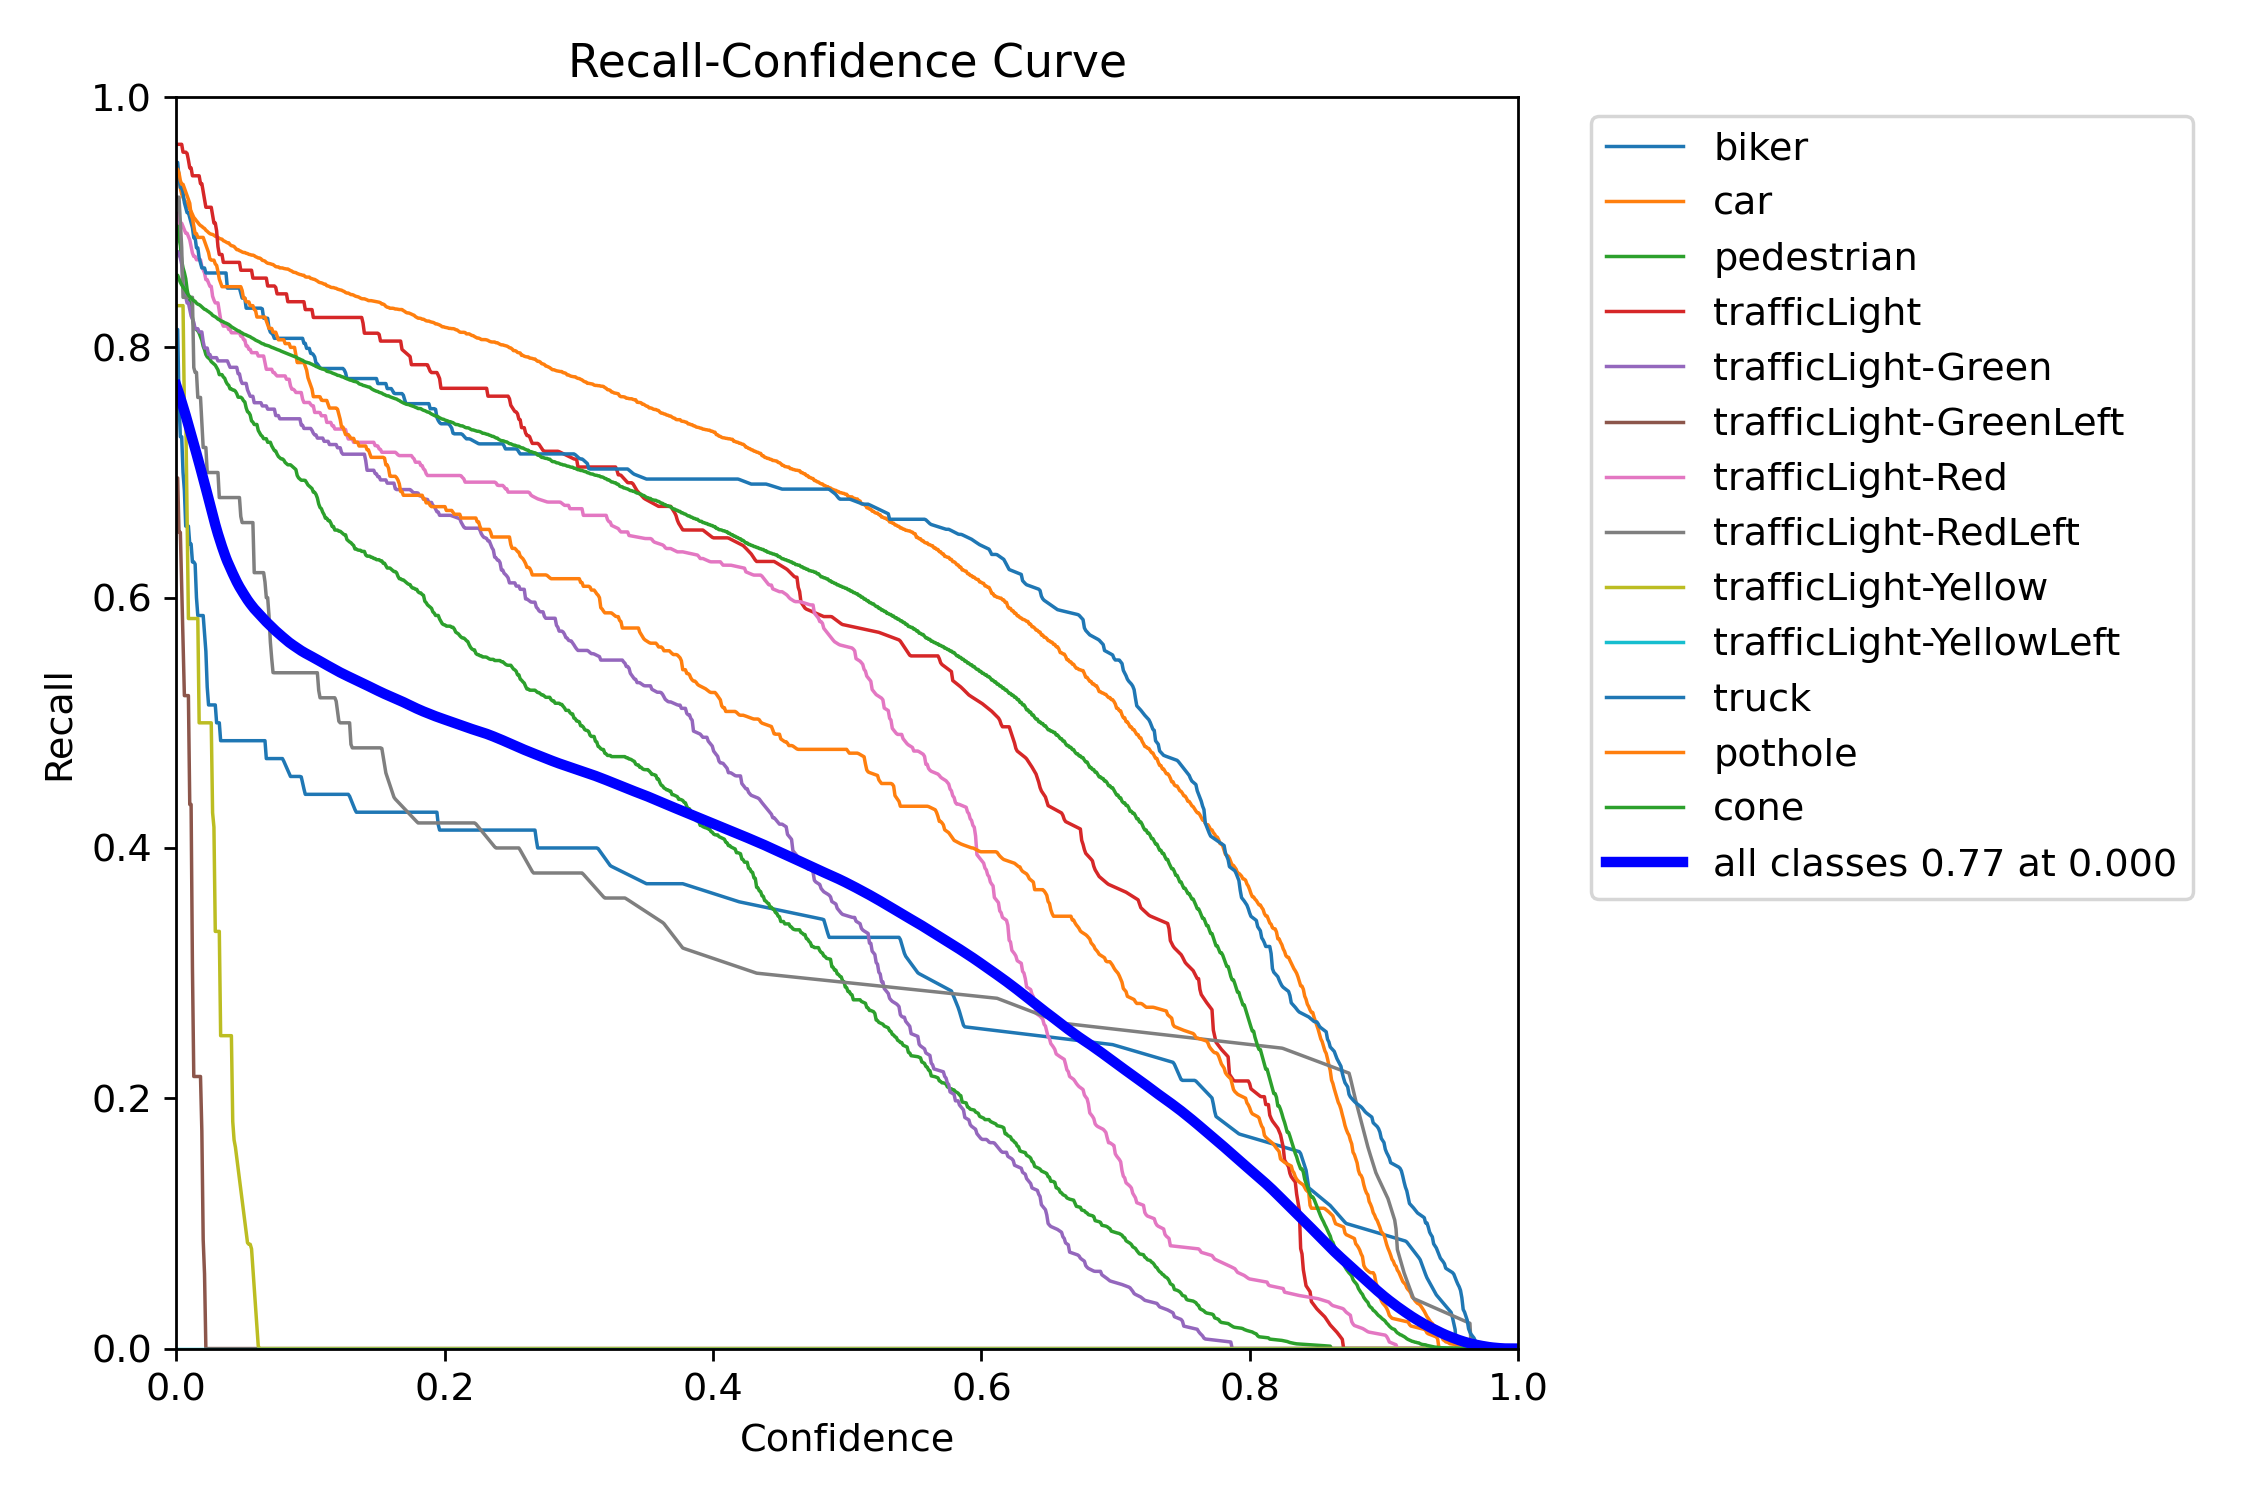 Recall-Confidence Curve
1.0
0.8
0.6
0.4
0.2
0.0
Recall
0.0 0.2 0.4 0.6 0.8 1.0
Confidence
biker
car
pedestrian
trafficLight
trafficLight-Green
trafficLight-GreenLeft
trafficLight-Red
trafficLight-RedLeft
trafficLight-Yellow
trafficLight-YellowLeft
truck
pothole
cone
all classes 0.77 at 0.000